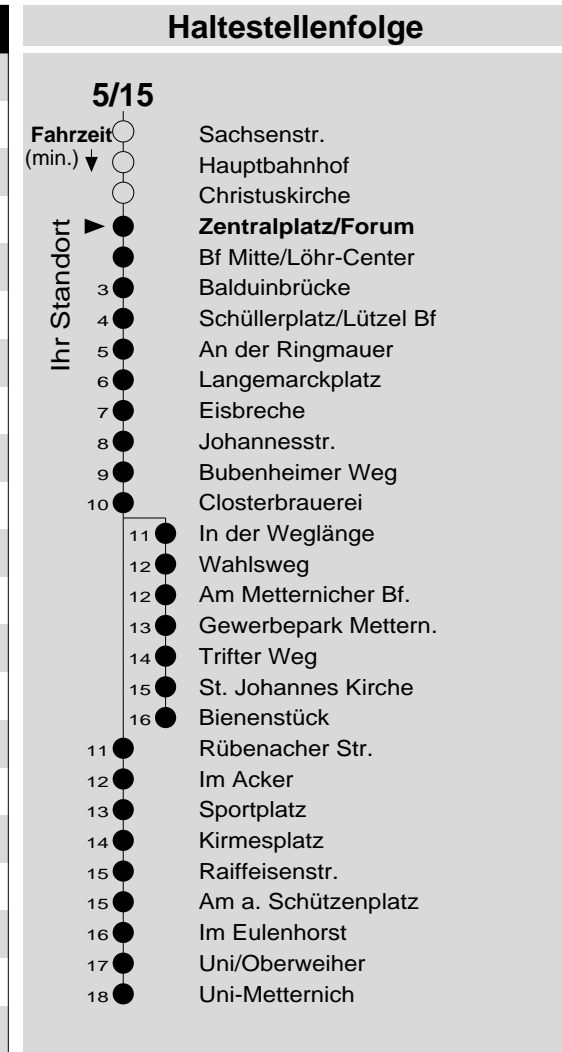 Haltestellenfolge
5/15
Fahrzeit
(min.)
Ihr Standort
Sachsenstr.
Hauptbahnhof
Christuskirche
Zentralplatz/Forum
Bf Mitte/Löhr-Center
3 Balduinbrücke
4 Schüllerplatz/Lützel Bf
5 An der Ringmauer
6 Langemarckplatz
7 Eisbreche
8 Johannesstr.
9 Bubenheimer Weg
10 Closterbrauerei
11 In der Weglänge
12 Wahlsweg
12 Am Metternicher Bf.
13 Gewerbepark Mettern.
14 Trifter Weg
15 St. Johannes Kirche
16 Bienenstück
11 Rübenacher Str.
12 Im Acker
13 Sportplatz
14 Kirmesplatz
15 Raiffeisenstr.
15 Am a. Schützenplatz
16 Im Eulenhorst
17 Uni/Oberweiher
18 Uni-Metternich